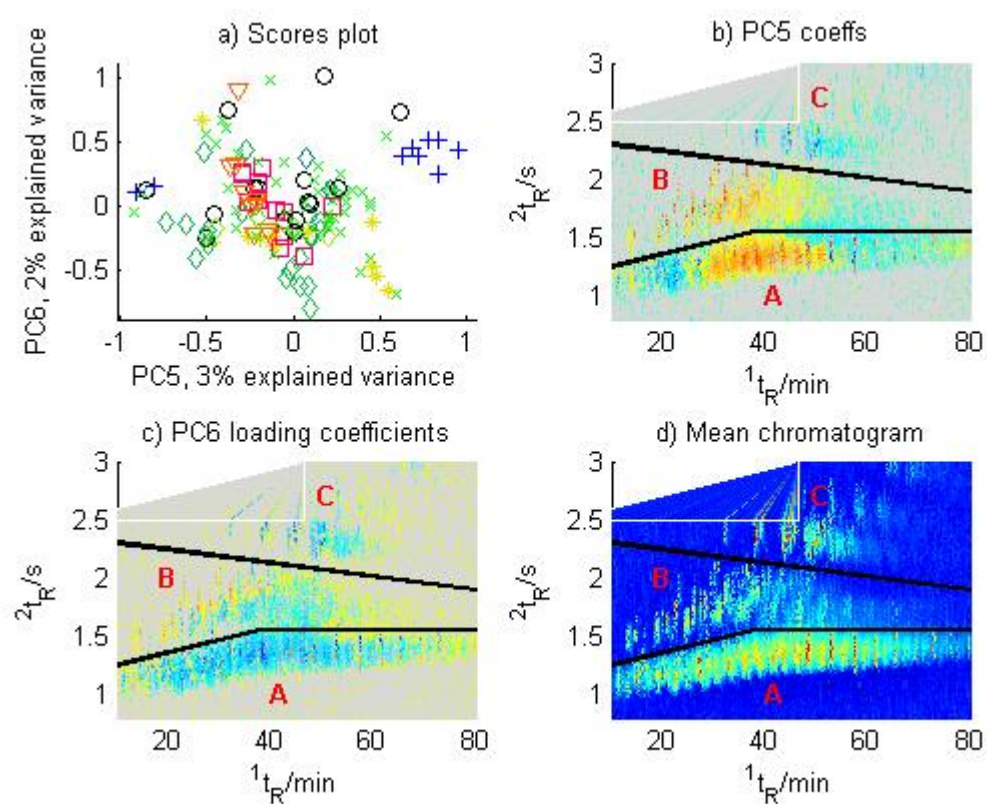 a) Scores plot
PC6, 2% explained variance
1
0.5
0
-0.5
-1
-0.5
0
0.5
1
PC5, 3% explained variance
b) PC5 coeffs
²tR/s
3
2.5
2
1.5
1
C
B
A
20
40
60
80
¹tR/min
c) PC6 loading coefficients
²tR/s
3
2.5
2
1.5
1
C
B
A
20
40
60
80
¹tR/min
d) Mean chromatogram
²tR/s
3
2.5
2
1.5
1
C
B
A
20
40
60
80
¹tR/min